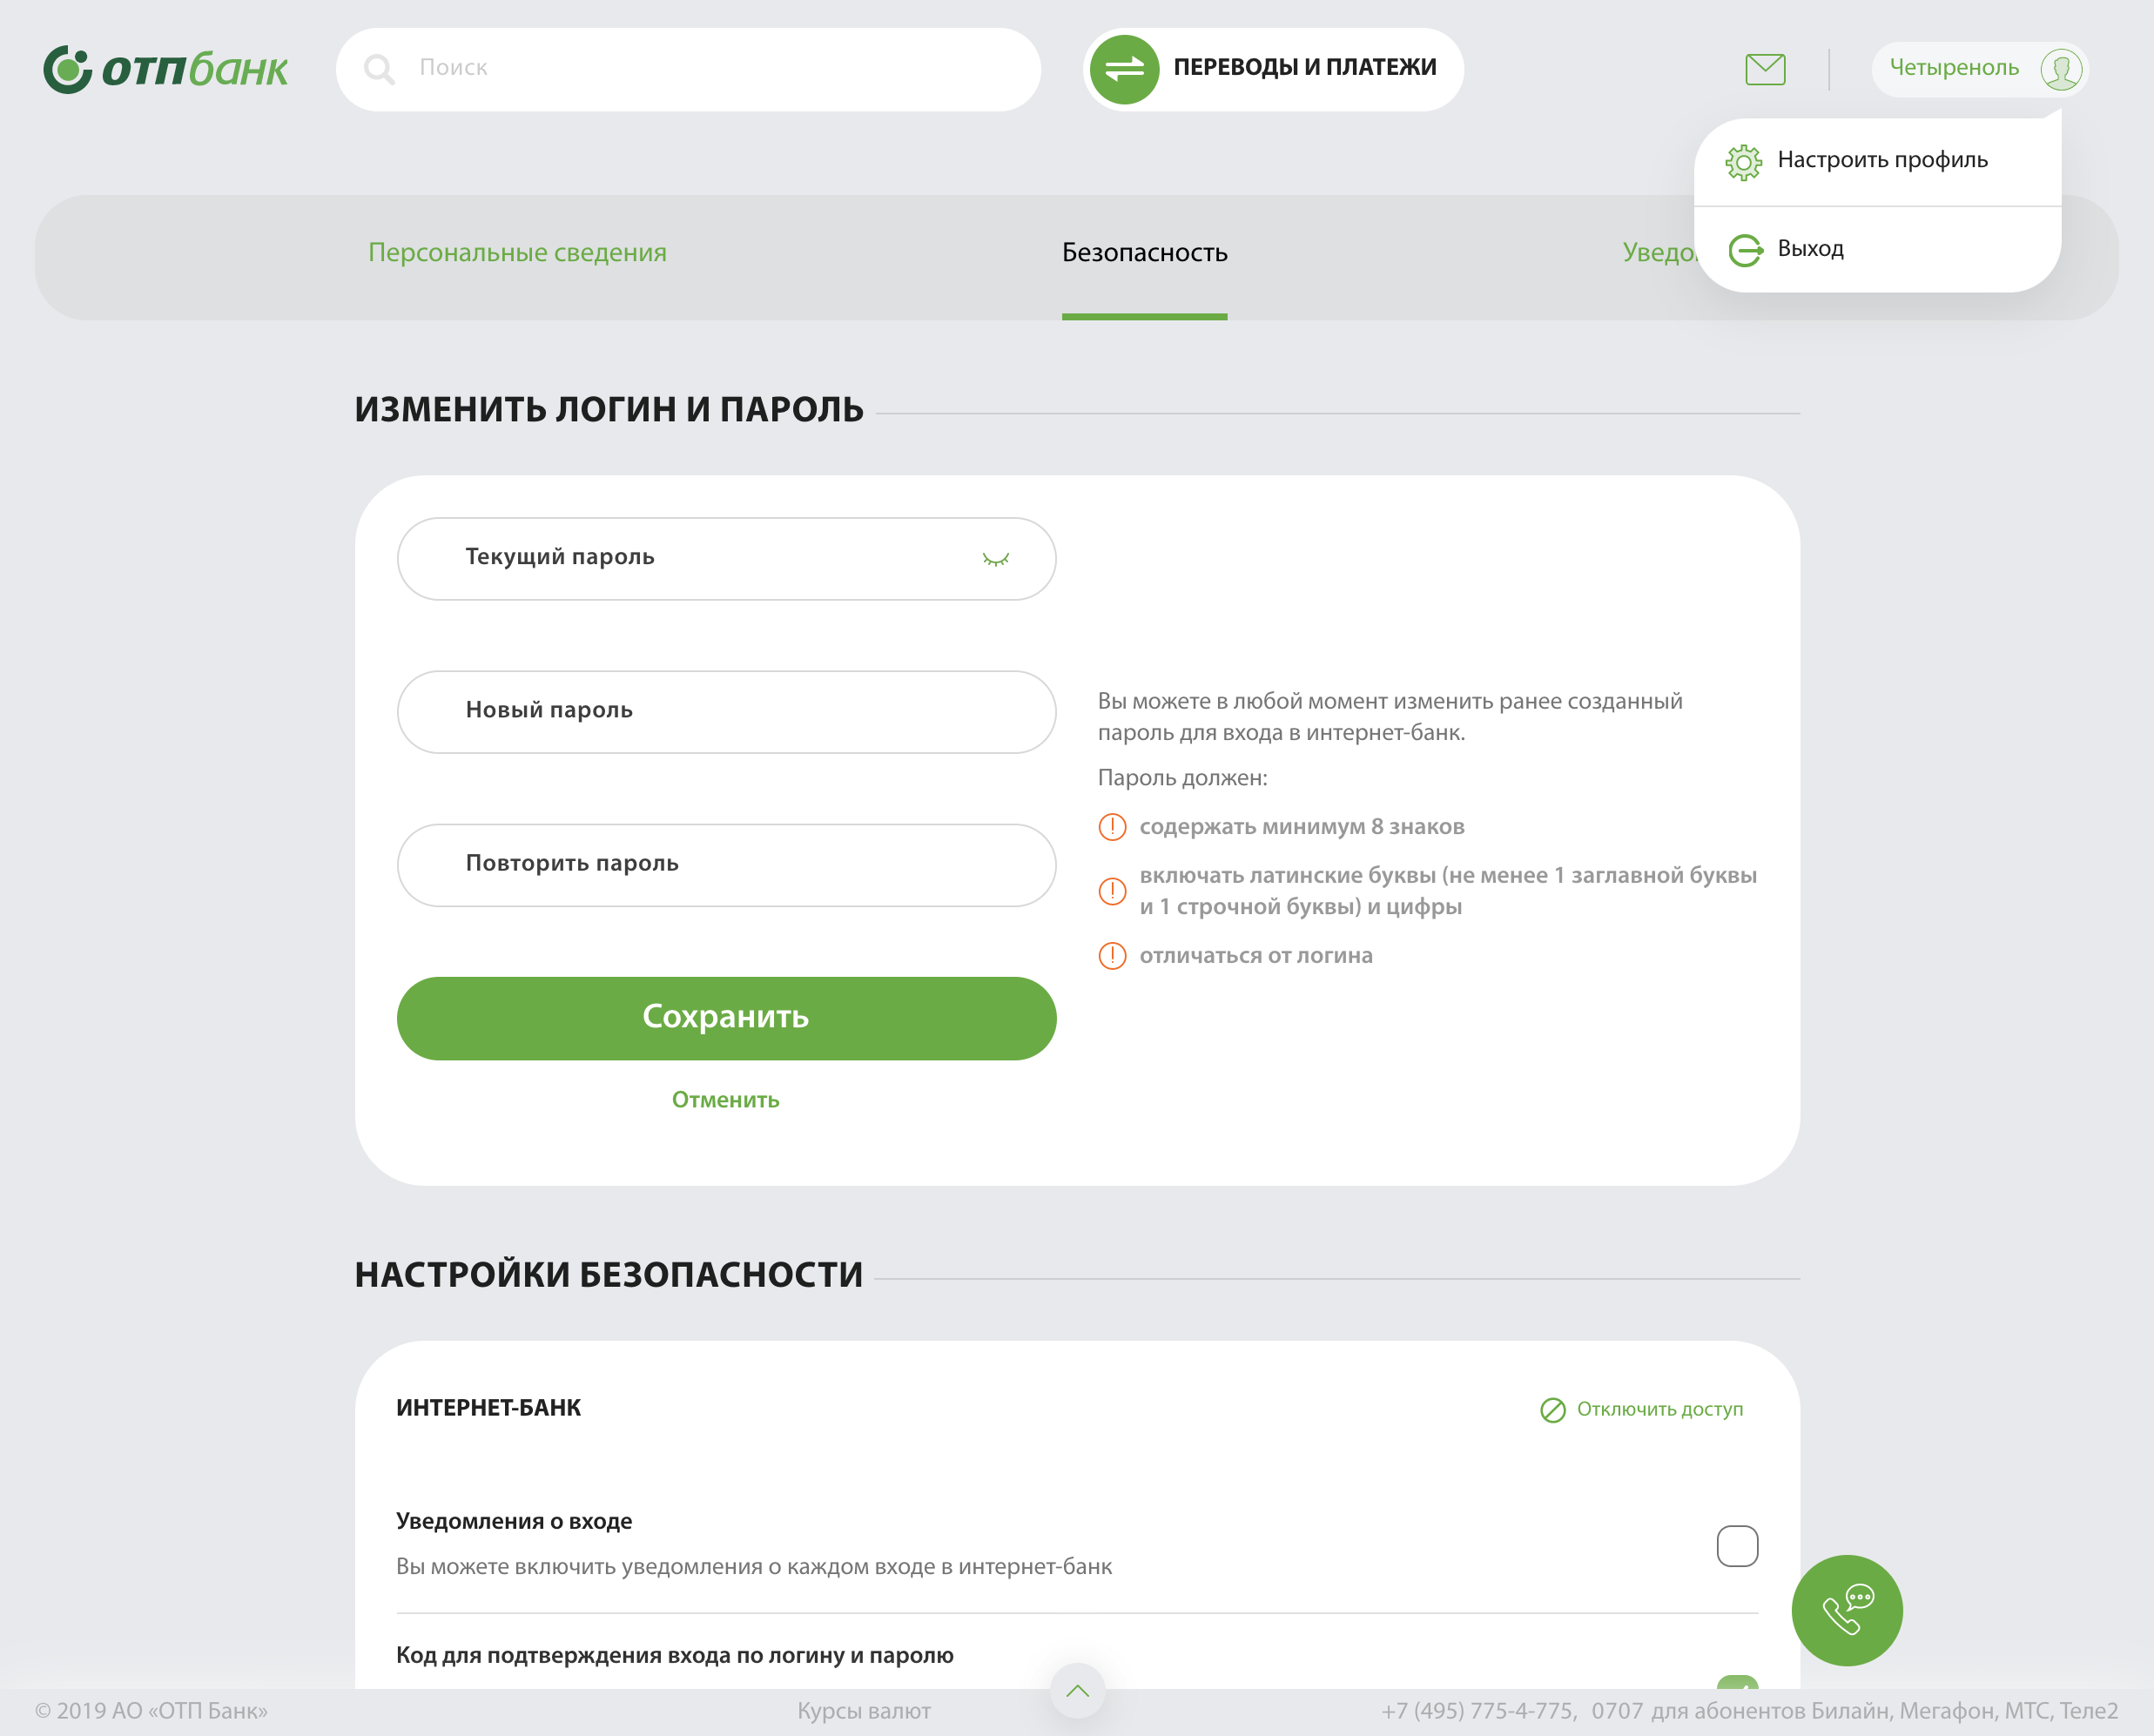 ОТПбанк
Поиск
ПЕРЕВОДЫ И ПЛАТЕЖИ
Четыреноль
Настроить профиль
Выход
Персональные сведения
Безопасность
ИЗМЕНИТЬ ЛОГИН И ПАРОЛЬ
Текущий пароль
Новый пароль
Повторить пароль
Сохранить
Отменить
Вы можете в любой момент изменить ранее созданный
пароль для входа в интернет-банк.
Пароль должен:
содержать минимум 8 знаков
включать латинские буквы (не менее 1 заглавной буквы
и 1 строчной буквы) и цифры
отличаться от логина
НАСТРОЙКИ БЕЗОПАСНОСТИ
ИНТЕРНЕТ-БАНК
Отключить доступ
Уведомления о входе
Вы можете включить уведомления о каждом входе в интернет-банк
Код для подтверждения входа по логину и паролю
© 2019 АО «ОТП Банк»
Курсы валют
+7 (495) 775-4-775, 0707 для абонентов Билайн, Мегафон, МТС, Теле2